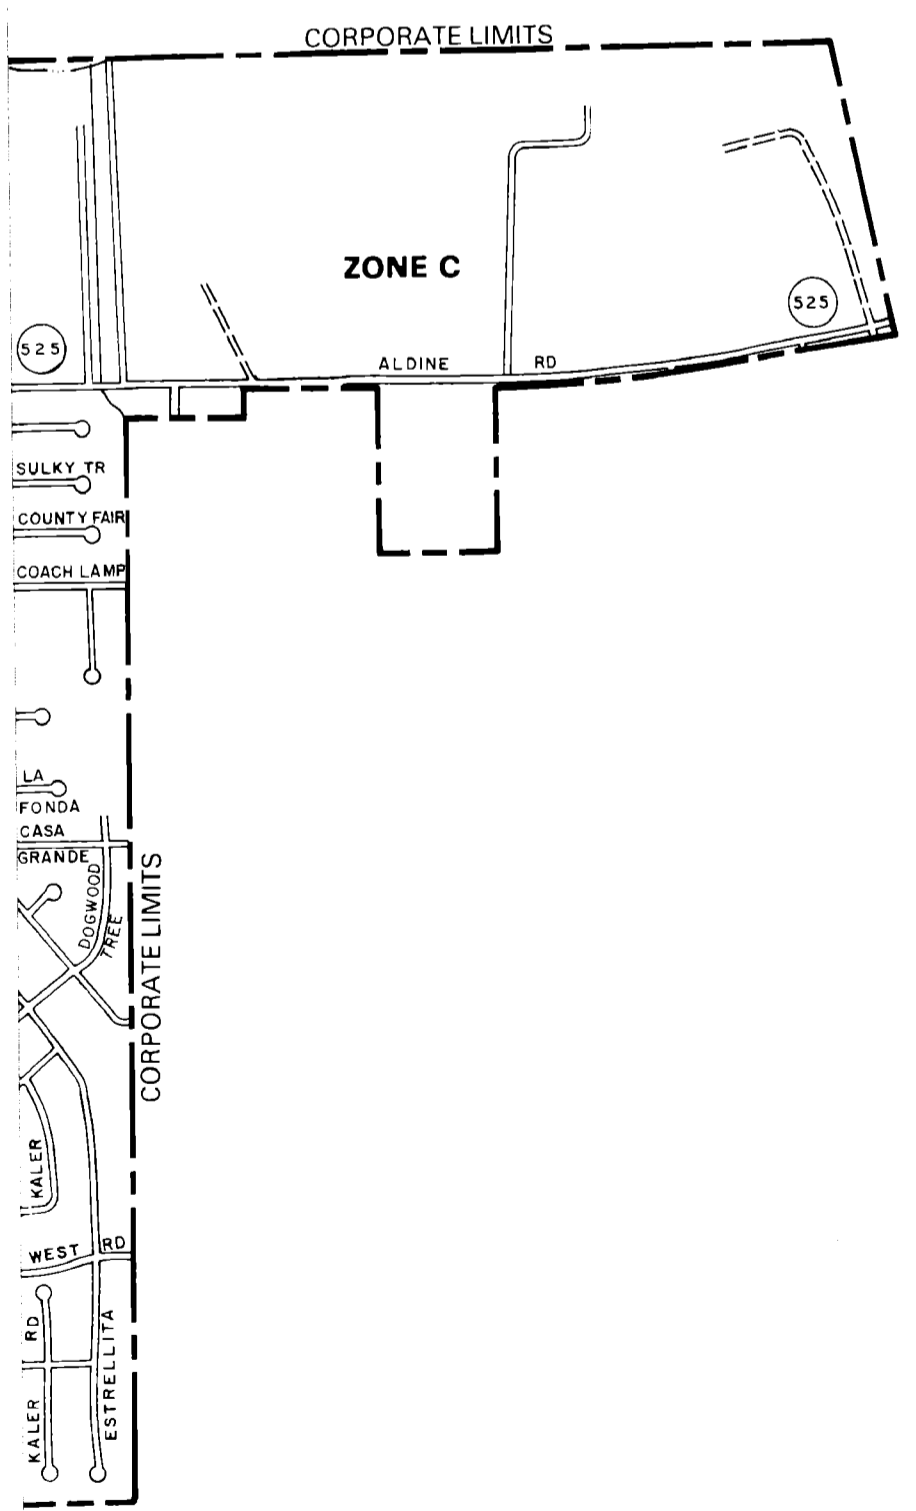 CORPORATE LIMITS
ZONE C
525
525
ALDINE RD
SULKY TR
COUNTY FAIR
COACH LAMP
LA
FONDA
CASA
GRANDE
DOGWOOD
TREE
CORPORATE LIMITS
KALER
WEST RD
KALER RD
ESTRELLITA